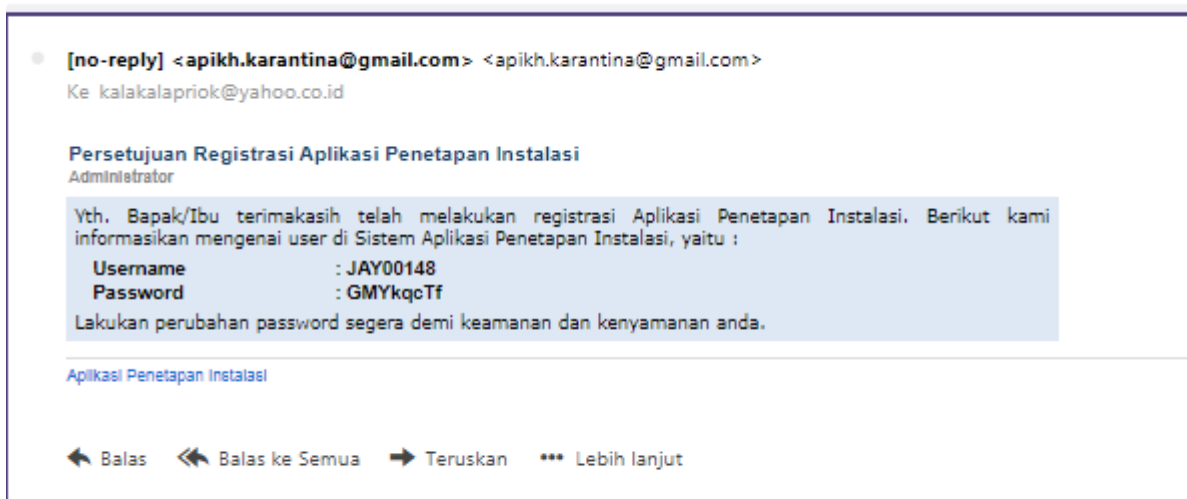 [no-reply] <apikh.karantina@gmail.com> <apikh.karantina@gmail.com>
Ke kalakalapriok@yahoo.co.id
Persetujuan Registrasi Aplikasi Penetapan Instalasi
Administrator
Yth. Bapak/Ibu terimakasih telah melakukan registrasi Aplikasi Penetapan Instalasi. Berikut kami
informasikan mengenai user di Sistem Aplikasi Penetapan Instalasi, yaitu :
Username : JAY00148
Password : GMYkqcTf
Lakukan perubahan password segera demi keamanan dan kenyamanan anda.
Aplikasi Penetapan Instalasi
Balas Balas ke Semua Teruskan Lebih lanjut